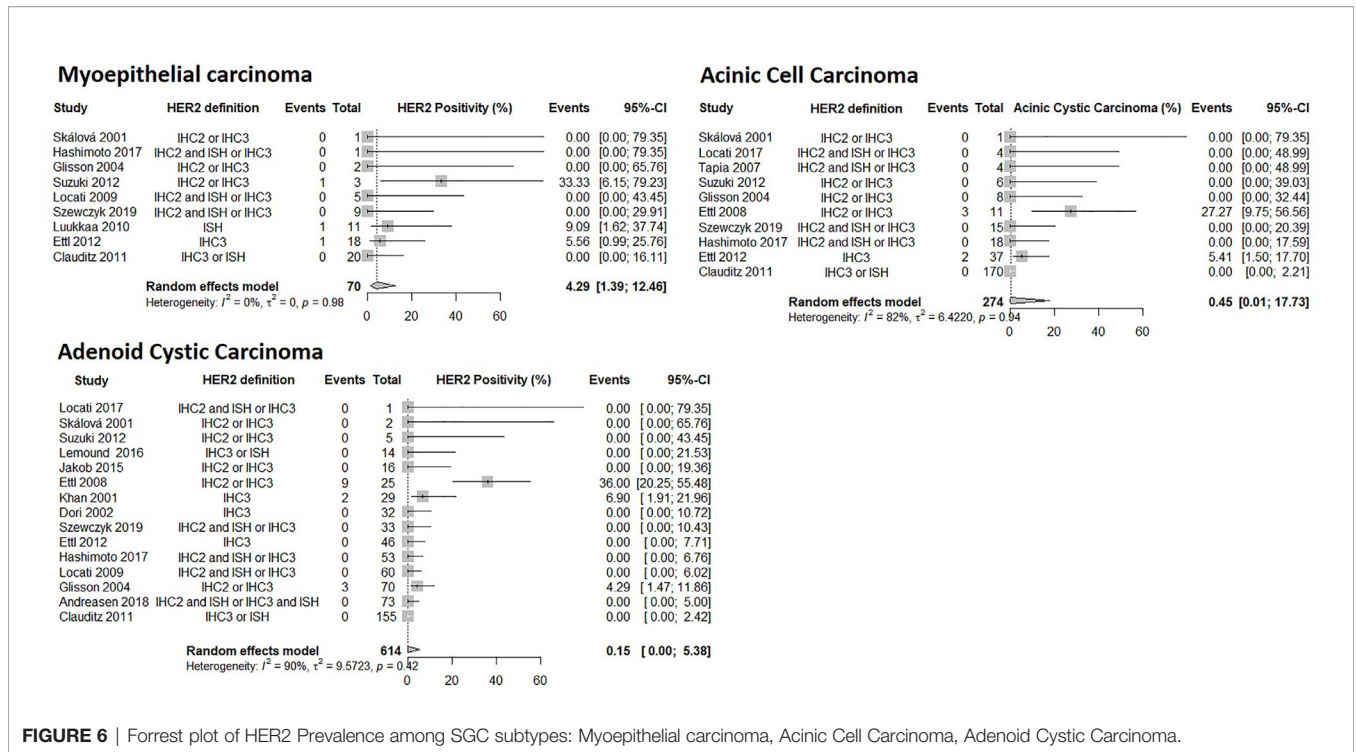 Myoepithelial carcinoma
Study HER2 definition Events Total HER2 Positivity (%) Events 95%-CI
Skálová 2001 IHC2 or IHC3 0 1 0.00 [0.00; 79.35]
Hashimoto 2017 IHC2 and ISH or IHC3 0 1 0.00 [0.00; 79.35]
Glisson 2004 IHC2 or IHC3 0 2 0.00 [0.00; 65.76]
Suzuki 2012 IHC2 or IHC3 1 3 33.33 [6.15; 79.23]
Locati 2009 IHC2 and ISH or IHC3 0 5 0.00 [0.00; 43.45]
Szewczyk 2019 IHC2 and ISH or IHC3 0 9 0.00 [0.00; 29.91]
Luukkaa 2010 ISH 1 11 9.09 [1.62; 37.74]
Ettl 2012 IHC3 1 18 5.56 [0.99; 25.76]
Clauditz 2011 IHC3 or ISH 0 20 0.00 [0.00; 16.11]
Random effects model 70 4.29 [1.39; 12.46]
Heterogeneity: I² = 0%, τ² = 0, p = 0.98
0 20 40 60
Acinic Cell Carcinoma
Study HER2 definition Events Total Acinic Cystic Carcinoma (%) Events 95%-CI
Skálová 2001 IHC2 or IHC3 0 1 0.00 [0.00; 79.35]
Locati 2017 IHC2 and ISH or IHC3 0 4 0.00 [0.00; 48.99]
Tapia 2007 IHC2 and ISH or IHC3 0 4 0.00 [0.00; 48.99]
Suzuki 2012 IHC2 or IHC3 0 6 0.00 [0.00; 39.03]
Glisson 2004 IHC2 or IHC3 0 8 0.00 [0.00; 32.44]
Ettl 2008 IHC2 or IHC3 3 11 27.27 [9.75; 56.56]
Szewczyk 2019 IHC2 and ISH or IHC3 0 15 0.00 [0.00; 20.39]
Hashimoto 2017 IHC2 and ISH or IHC3 0 18 0.00 [0.00; 17.59]
Ettl 2012 IHC3 2 37 5.41 [1.50; 17.70]
Clauditz 2011 IHC3 or ISH 0 170 0.00 [0.00; 2.21]
Random effects model 274 0.45 [0.01; 17.73]
Heterogeneity: I² = 82%, τ² = 6.4220, p = 0.94
0 20 40 60
Adenoid Cystic Carcinoma
Study HER2 definition Events Total HER2 Positivity (%) Events 95%-CI
Locati 2017 IHC2 and ISH or IHC3 0 1 0.00 [ 0.00; 79.35]
Skálová 2001 IHC2 or IHC3 0 2 0.00 [ 0.00; 65.76]
Suzuki 2012 IHC2 or IHC3 0 5 0.00 [ 0.00; 43.45]
Lemound 2016 IHC3 or ISH 0 14 0.00 [ 0.00; 21.53]
Jakob 2015 IHC2 or IHC3 0 16 0.00 [ 0.00; 19.36]
Ettl 2008 IHC2 or IHC3 9 25 36.00 [20.25; 55.48]
Khan 2001 IHC3 2 29 6.90 [ 1.91; 21.96]
Dori 2002 IHC3 0 32 0.00 [ 0.00; 10.72]
Szewczyk 2019 IHC2 and ISH or IHC3 0 33 0.00 [ 0.00; 10.43]
Ettl 2012 IHC3 0 46 0.00 [ 0.00; 7.71]
Hashimoto 2017 IHC2 and ISH or IHC3 0 53 0.00 [ 0.00; 6.76]
Locati 2009 IHC2 and ISH or IHC3 0 60 0.00 [ 0.00; 6.02]
Glisson 2004 IHC2 or IHC3 3 70 4.29 [ 1.47; 11.86]
Andreasen 2018 IHC2 and ISH or IHC3 and ISH 0 73 0.00 [ 0.00; 5.00]
Clauditz 2011 IHC3 or ISH 0 155 0.00 [ 0.00; 2.42]
Random effects model 614 0.15 [ 0.00; 5.38]
Heterogeneity: I² = 90%, τ² = 9.5723, p = 0.42
0 20 40 60
FIGURE 6 | Forrest plot of HER2 Prevalence among SGC subtypes: Myoepithelial carcinoma, Acinic Cell Carcinoma, Adenoid Cystic Carcinoma.